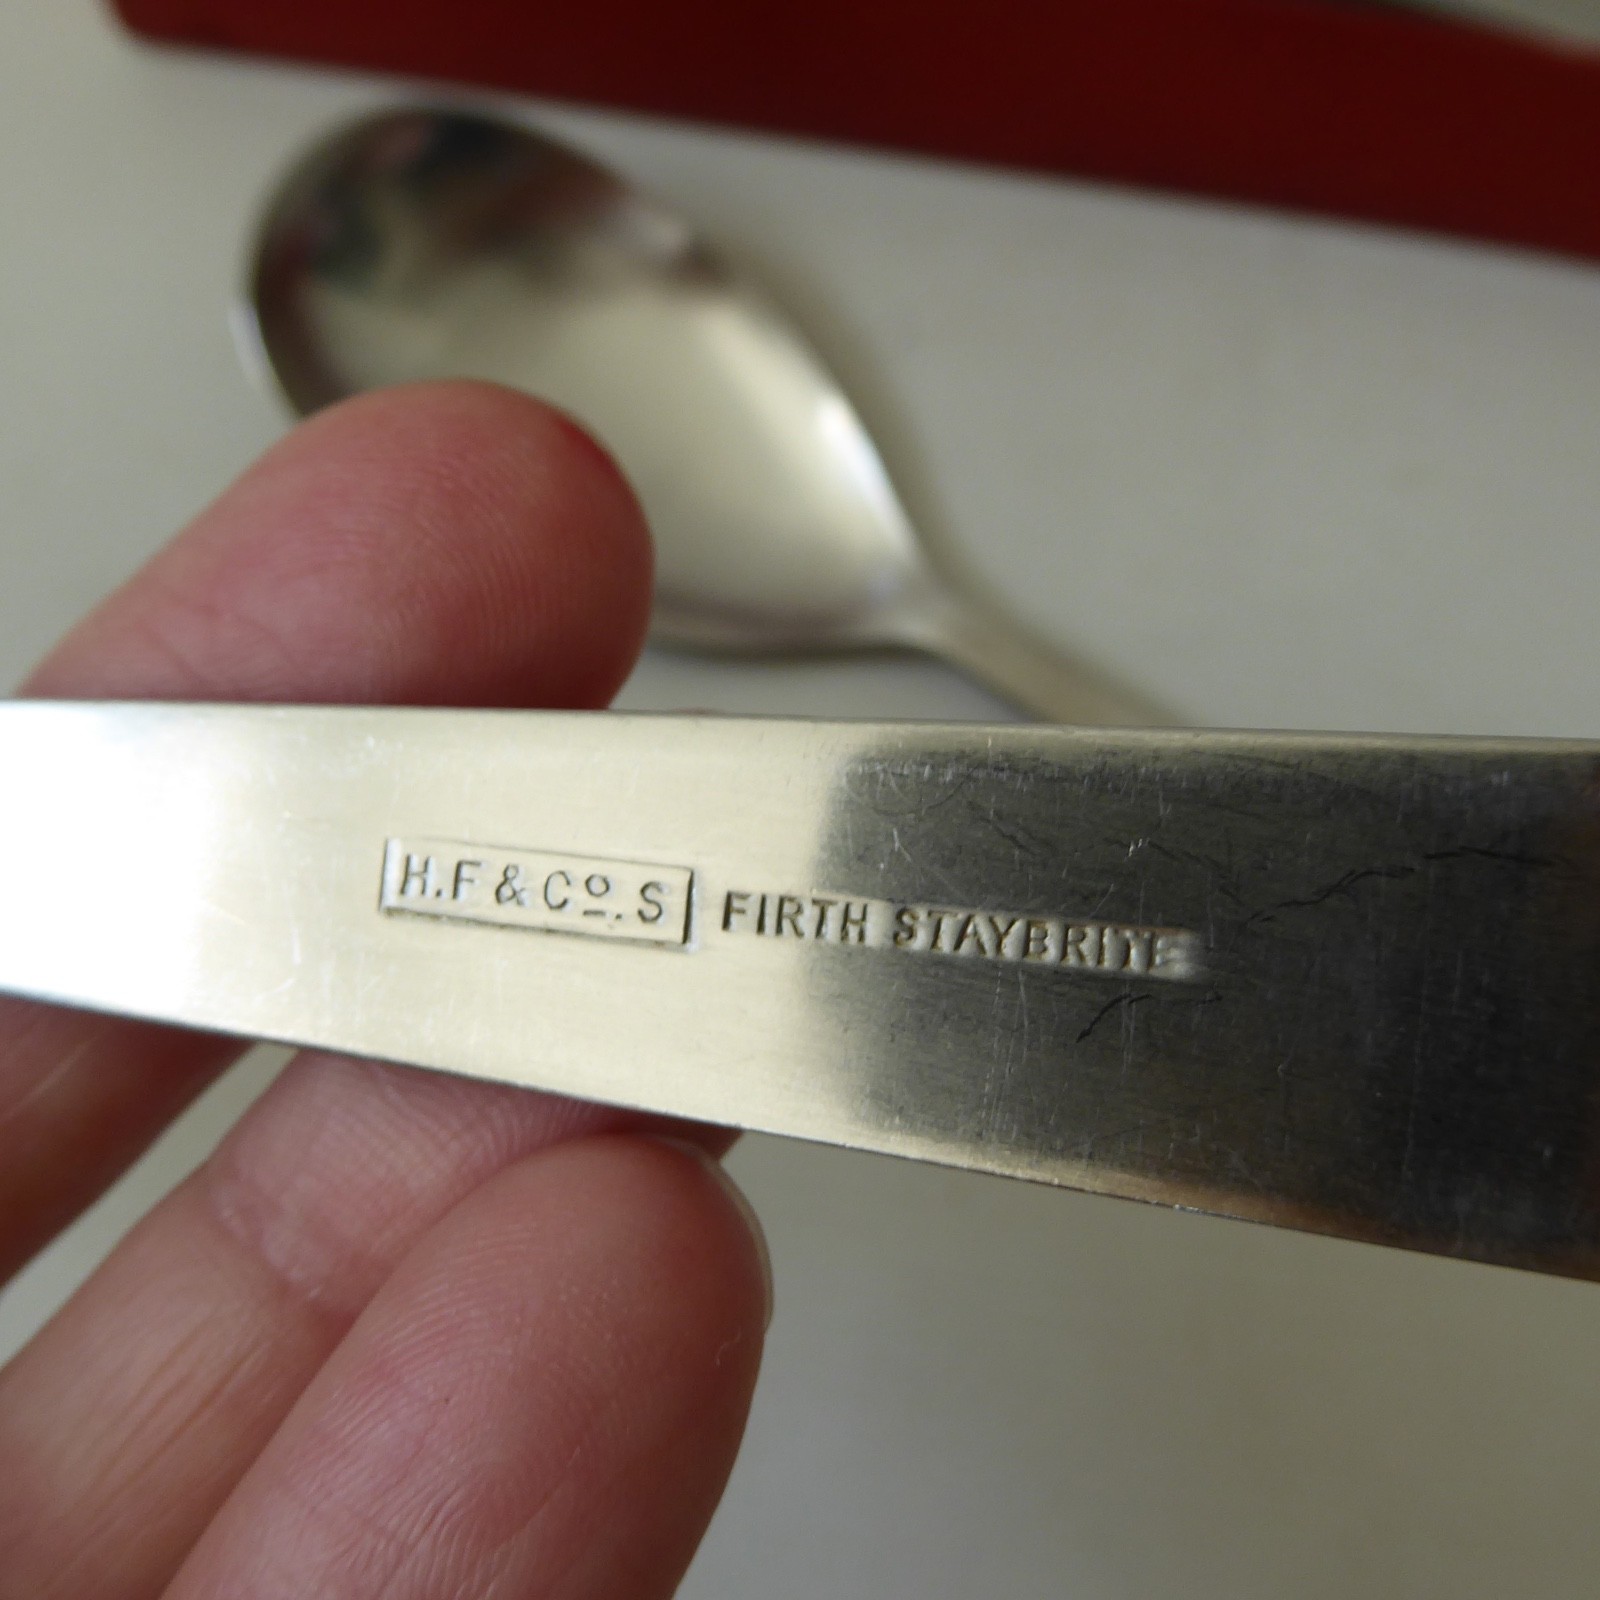 H.F & Cº. S FIRTH STAYBRITE